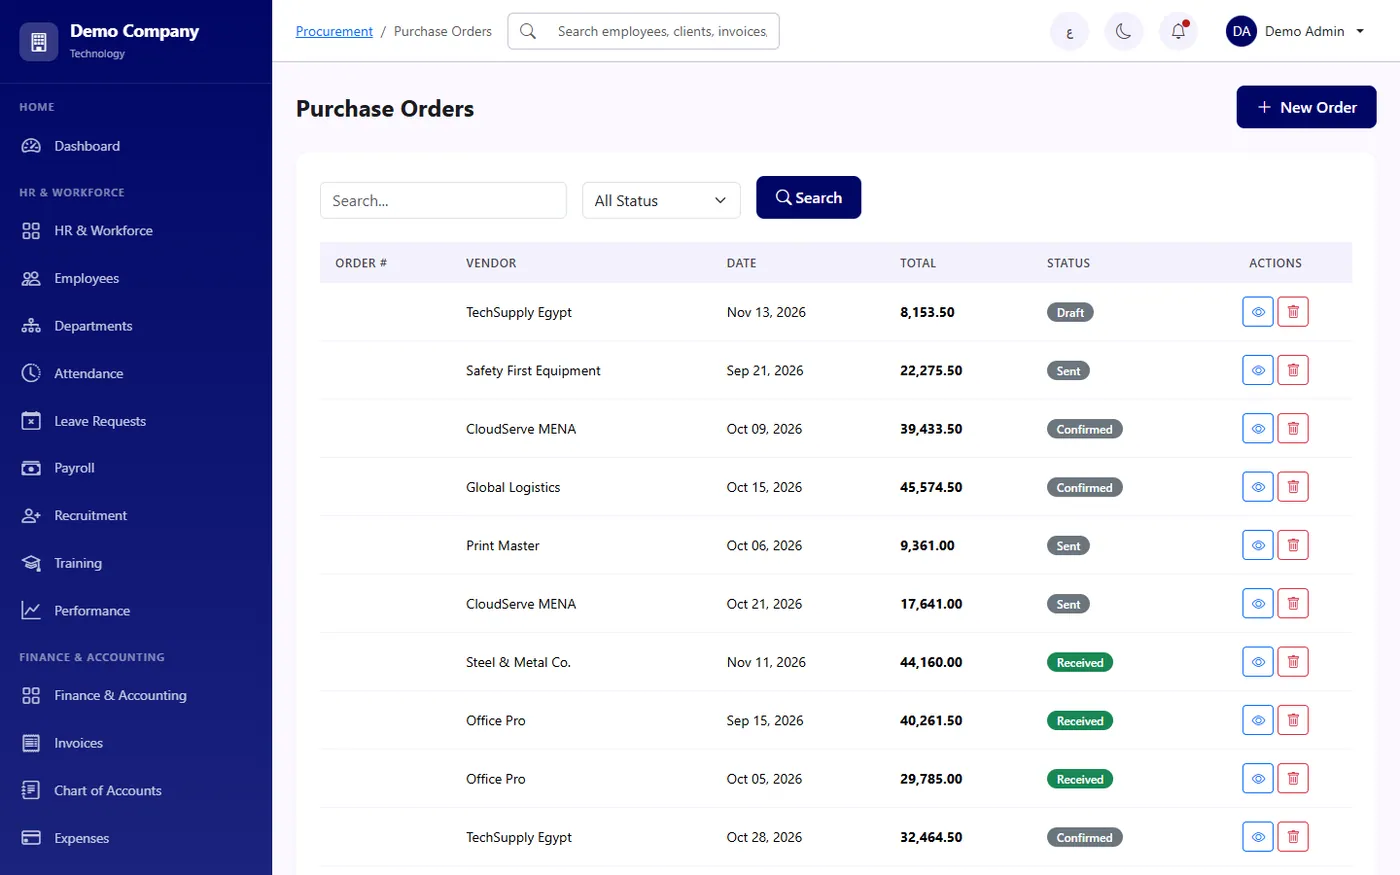 Demo Company
Technology
HOME
Dashboard
HR & WORKFORCE
HR & Workforce
Employees
Departments
Attendance
Leave Requests
Payroll
Recruitment
Training
Performance
FINANCE & ACCOUNTING
Finance & Accounting
Invoices
Chart of Accounts
Expenses
Procurement / Purchase Orders
Search employees, clients, invoices,
ع
DA Demo Admin
Purchase Orders
+ New Order
Search...
All Status
Search
ORDER # VENDOR DATE TOTAL STATUS ACTIONS
TechSupply Egypt Nov 13, 2026 8,153.50 Draft
Safety First Equipment Sep 21, 2026 22,275.50 Sent
CloudServe MENA Oct 09, 2026 39,433.50 Confirmed
Global Logistics Oct 15, 2026 45,574.50 Confirmed
Print Master Oct 06, 2026 9,361.00 Sent
CloudServe MENA Oct 21, 2026 17,641.00 Sent
Steel & Metal Co. Nov 11, 2026 44,160.00 Received
Office Pro Sep 15, 2026 40,261.50 Received
Office Pro Oct 05, 2026 29,785.00 Received
TechSupply Egypt Oct 28, 2026 32,464.50 Confirmed